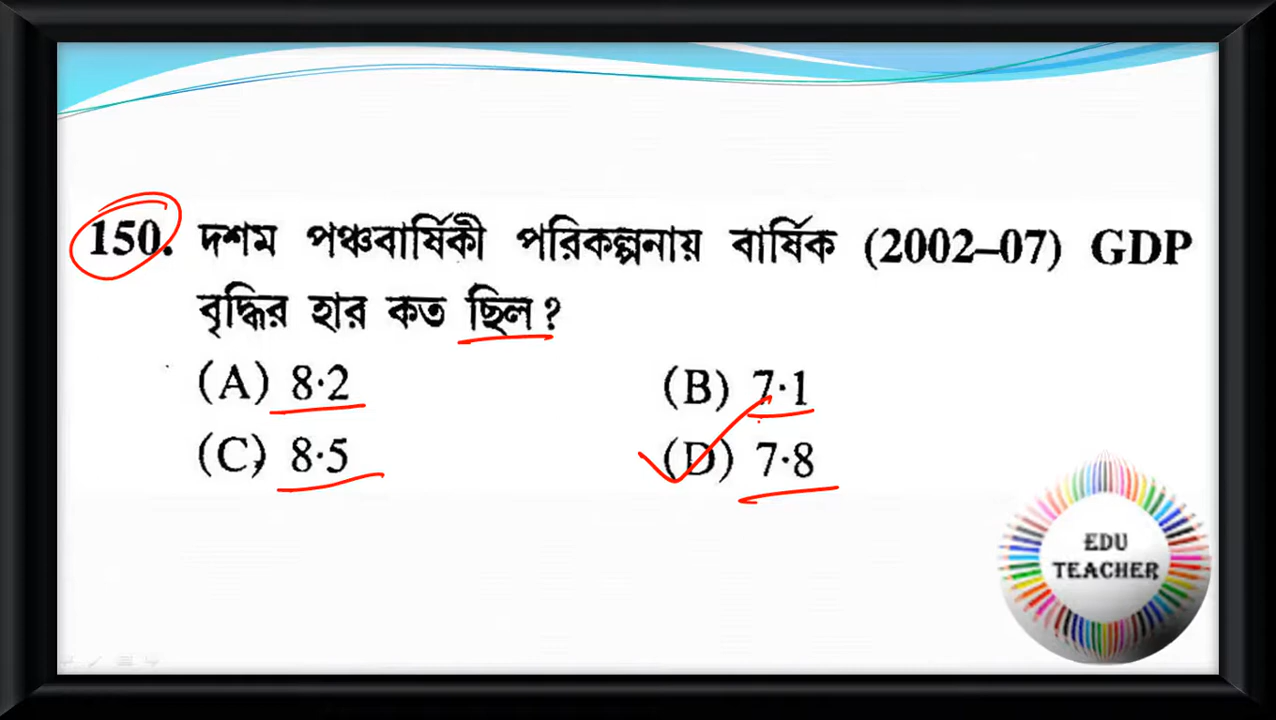 150. দশম পঞ্চবার্ষিকী পরিকল্পনায় বার্ষিক (2002–07) GDP
বৃদ্ধির হার কত ছিল?
(A) 8·2 (B) 7·1
(C) 8·5 (D) 7·8
EDU
TEACHER